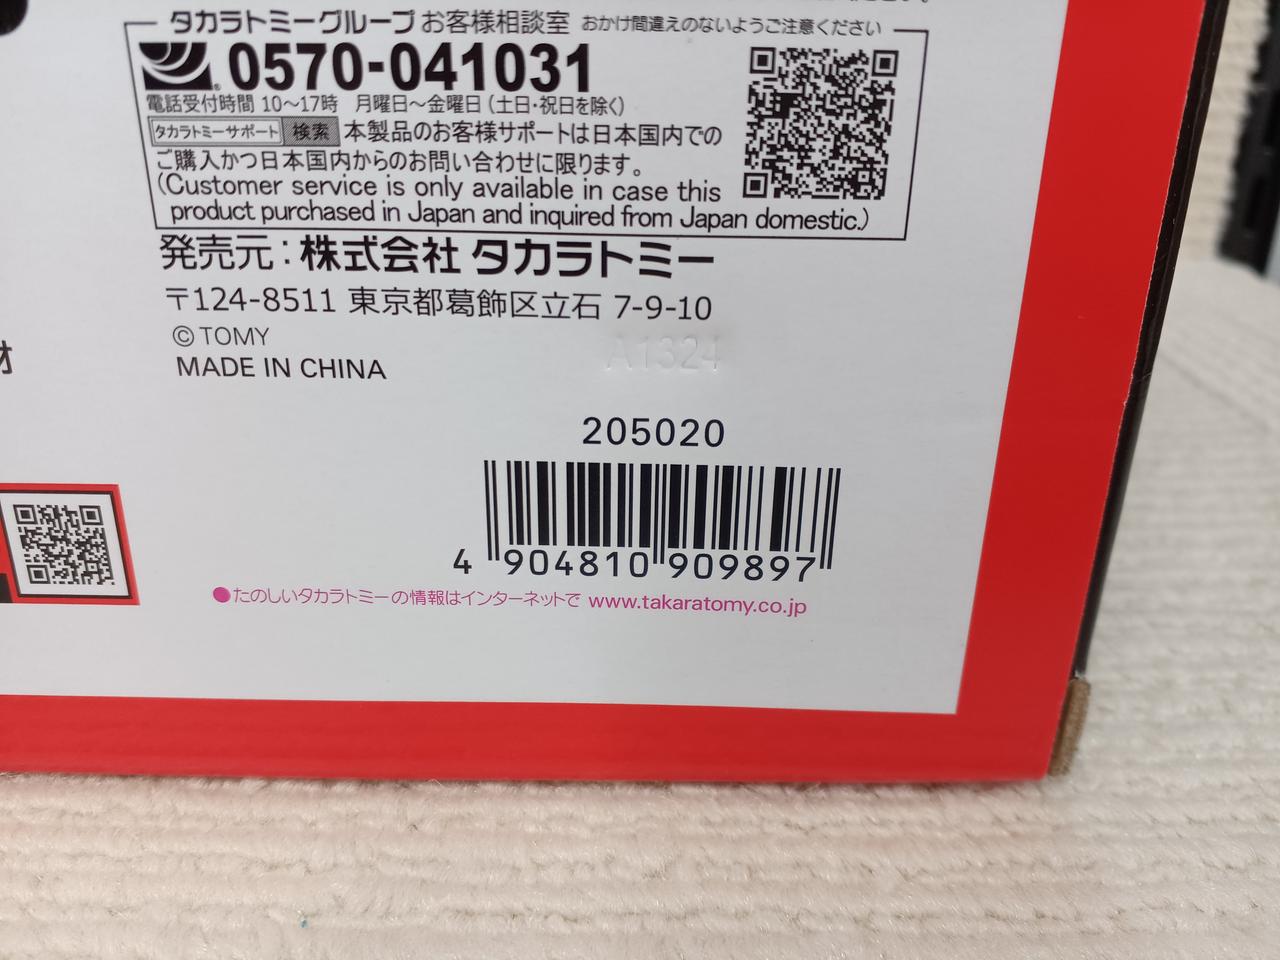 タカラトミーグループ お客様相談室 おかけ間違えのないようご注意ください
0570-041031
電話受付時間 10〜17時 月曜日〜金曜日（土日・祝日を除く）
タカラトミーサポート 検索 本製品のお客様サポートは日本国内での
ご購入かつ日本国内からのお問い合わせに限ります。
(Customer service is only available in case this
product purchased in Japan and inquired from Japan domestic.)
発売元：株式会社 タカラトミー
〒124-8511 東京都葛飾区立石 7-9-10
©TOMY
A1324
MADE IN CHINA
材
205020
4 904810 909897
●たのしいタカラトミーの情報はインターネットで www.takaratomy.co.jp